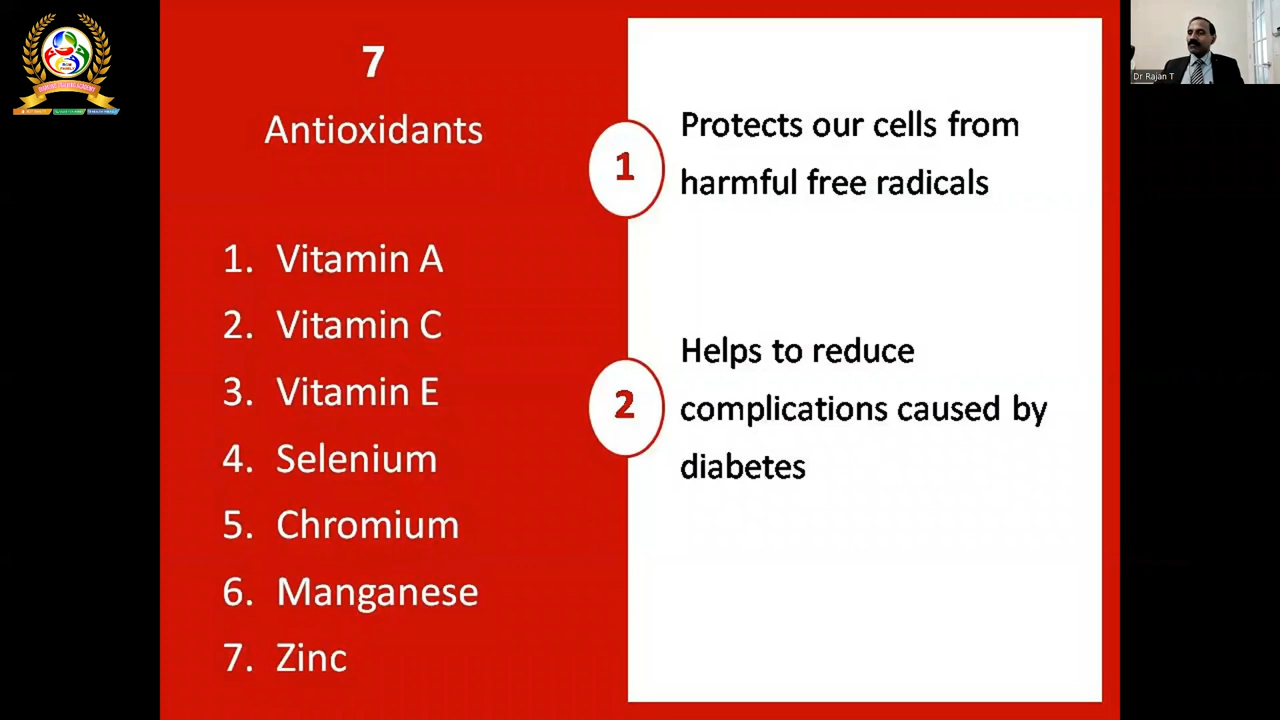 7
Antioxidants
1. Vitamin A
2. Vitamin C
3. Vitamin E
4. Selenium
5. Chromium
6. Manganese
7. Zinc
1
Protects our cells from
harmful free radicals
2
Helps to reduce
complications caused by
diabetes
Dr Rajan T